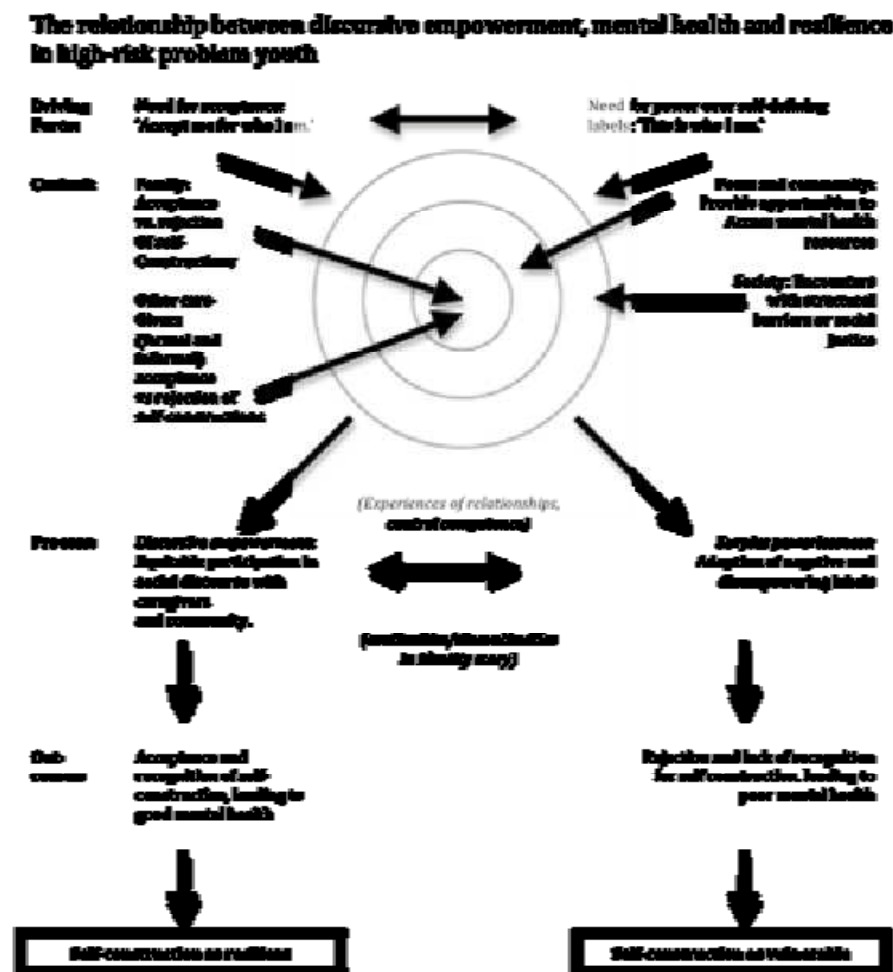 The relationship between discursive empowerment, mental health and resilience
in high-risk problem youth
Driving
Forces
Need for acceptance:
'Accept me for who I am.'
Need for power over self-defining
labels: 'This is who I am.'
Context:
Family:
Acceptance
vs. rejection
Of self-
Constructions
Other care-
Givers
(formal and
informal):
acceptance
vs rejection of
self-constructions
and community:
Provide opportunities to
Access mental health
resources
Society: Encounters
with structural
barriers or social
justice
(Experiences of relationships,
control competence)
Process:
Discursive empowerment:
Equitable participation in
social discourse with
caregivers
and community.
Surplus powerlessness
Adoption of negative and
disempowering labels
in identity story)
Out-
comes
Acceptance and
recognition of self-
construction, leading to
good mental health
Rejection and lack of recognition
for self construction, leading to
poor mental health
Self-construction as resilient
Self-construction as vulnerable